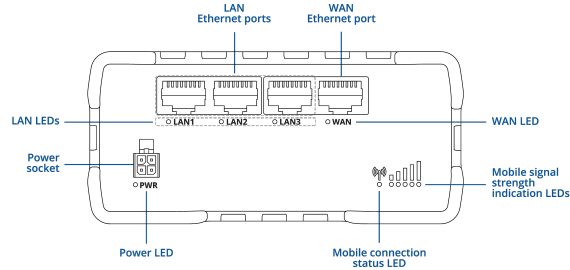 LAN
Ethernet ports
WAN
Ethernet port
LAN LEDs
LAN1
LAN2
LAN3
WAN
WAN LED
Power
socket
PWR
Mobile signal
strength
indication LEDs
Power LED
Mobile connection
status LED